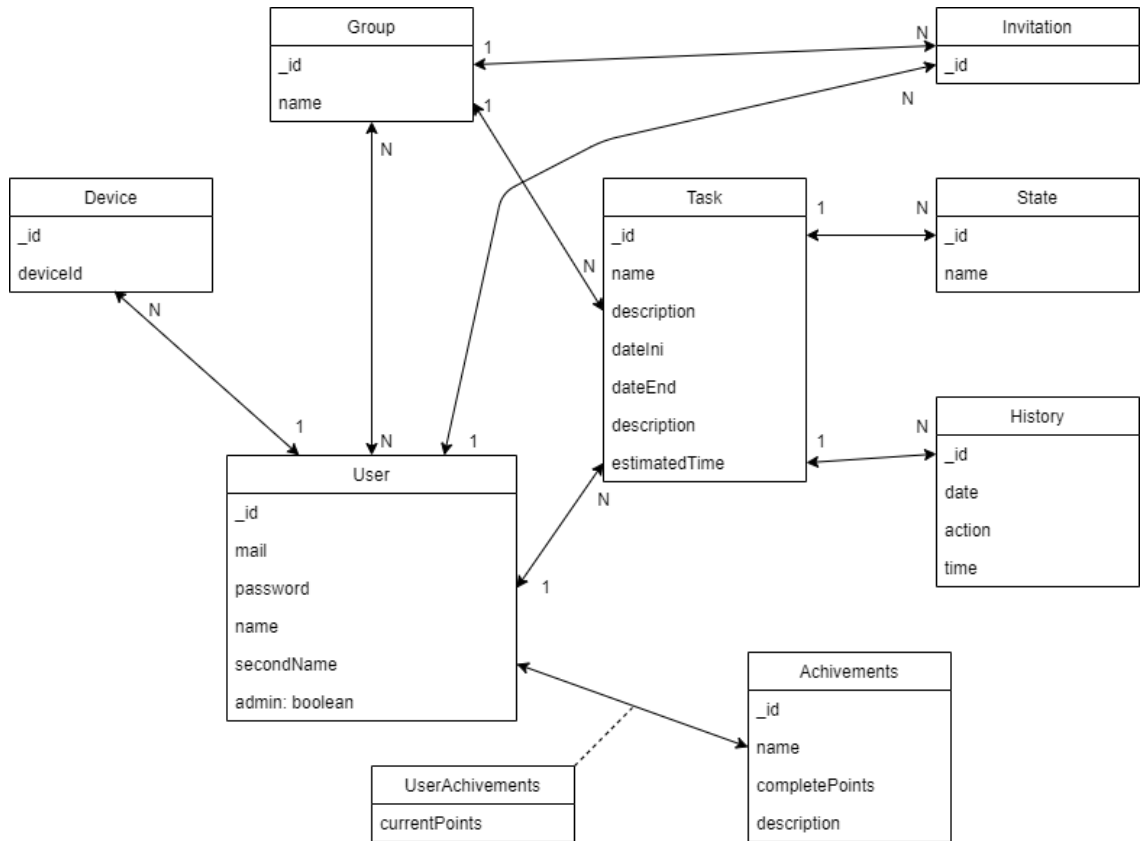 Group
_id
name
1
1
N
N
N
Invitation
_id
Device
_id
deviceId
N
1
N
1
Task
_id
name
description
dateIni
dateEnd
description
estimatedTime
N
1
N
State
_id
name
1
N
History
_id
date
action
time
User
_id
mail
password
name
secondName
admin: boolean
N
1
Achivements
_id
name
completePoints
description
UserAchivements
currentPoints